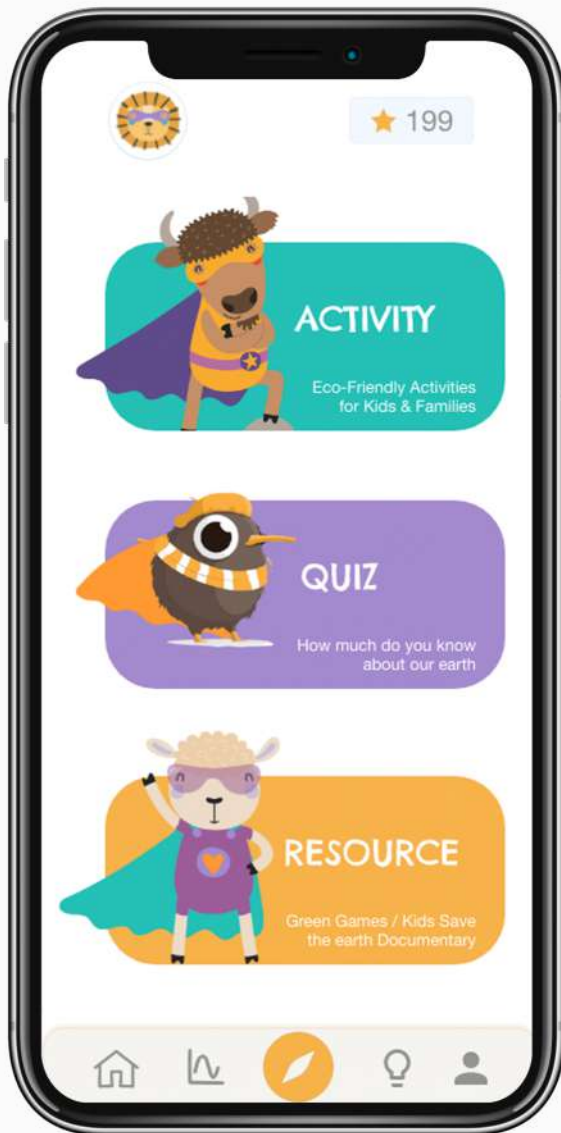 199
ACTIVITY
Eco-Friendly Activities
for Kids & Families
QUIZ
How much do you know
about our earth
RESOURCE
Green Games / Kids Save
the earth Documentary